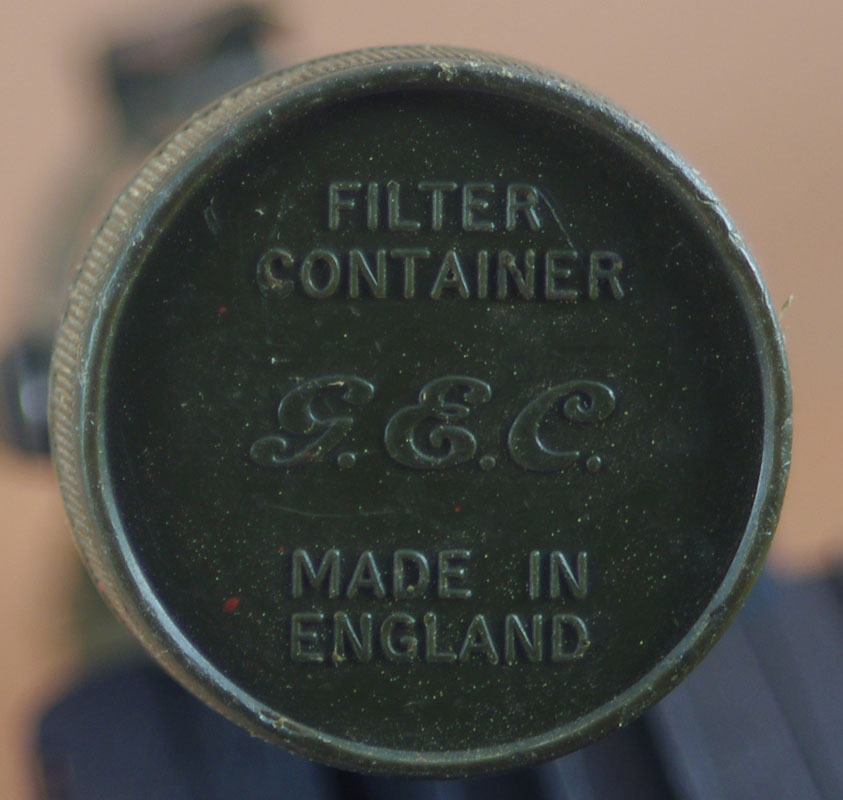 FILTER
CONTAINER
G.E.C.
MADE IN
ENGLAND